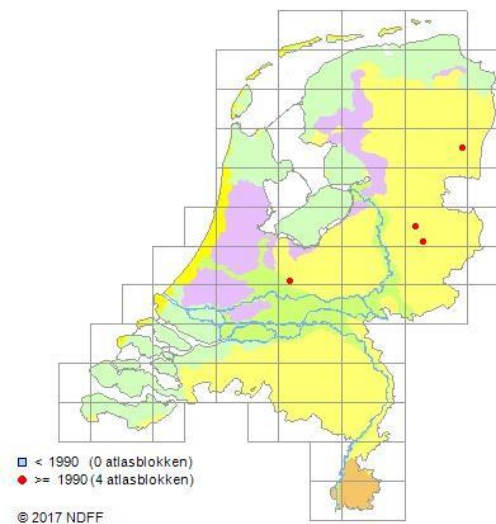 < 1990 (0 atlasblokken)
>= 1990 (4 atlasblokken)
© 2017 NDFF